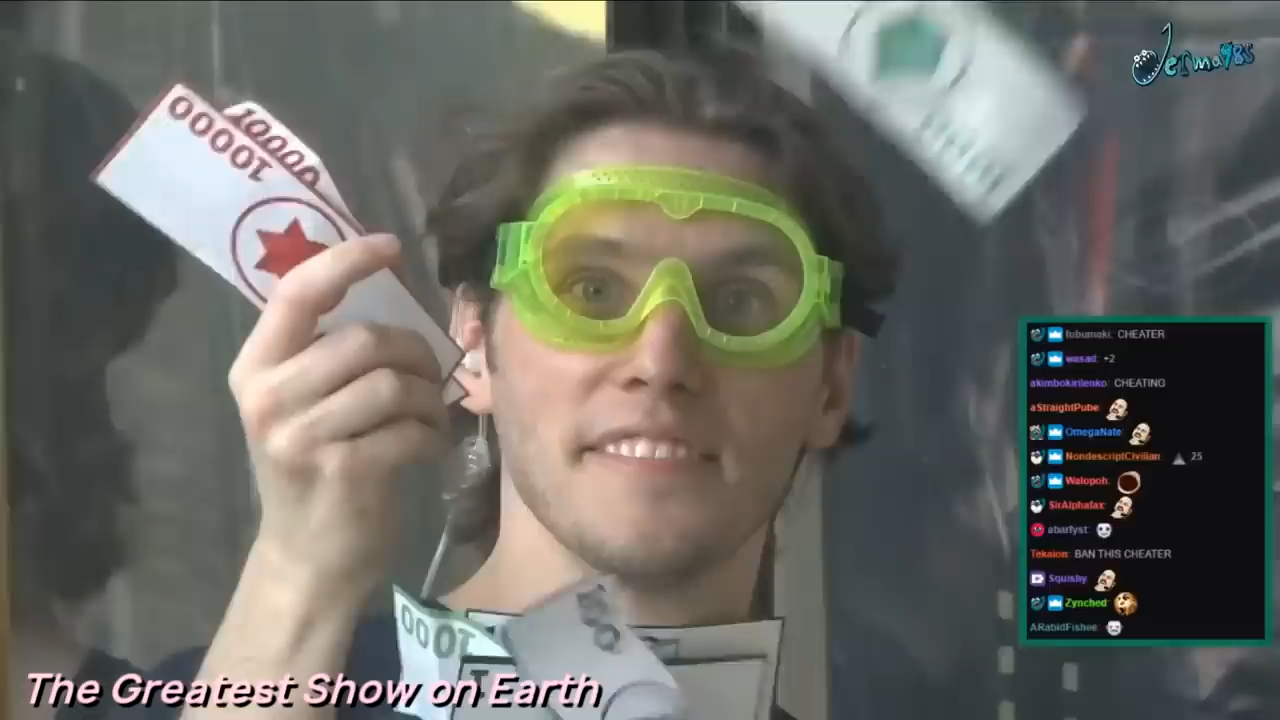 Jerma985
10000
10000
tubumaki: CHEATER
wasad: +2
akimbokirilenko: CHEATING
aStraightPube:
OmegaNate:
NondescriptCivilian: 25
Walopoh:
SirAlphafax:
abarfyst:
Tekaion: BAN THIS CHEATER
Squishy
Zynched:
ARabidFishee:
10000
The Greatest Show on Earth